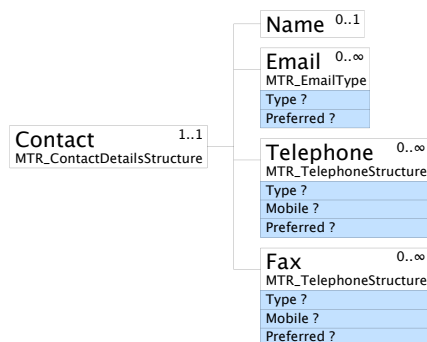 Name 0..1
Email 0..∞
MTR_EmailType
Type ?
Preferred ?
Contact 1..1
MTR_ContactDetailsStructure
Telephone 0..∞
MTR_TelephoneStructure
Type ?
Mobile ?
Preferred ?
Fax 0..∞
MTR_TelephoneStructure
Type ?
Mobile ?
Preferred ?